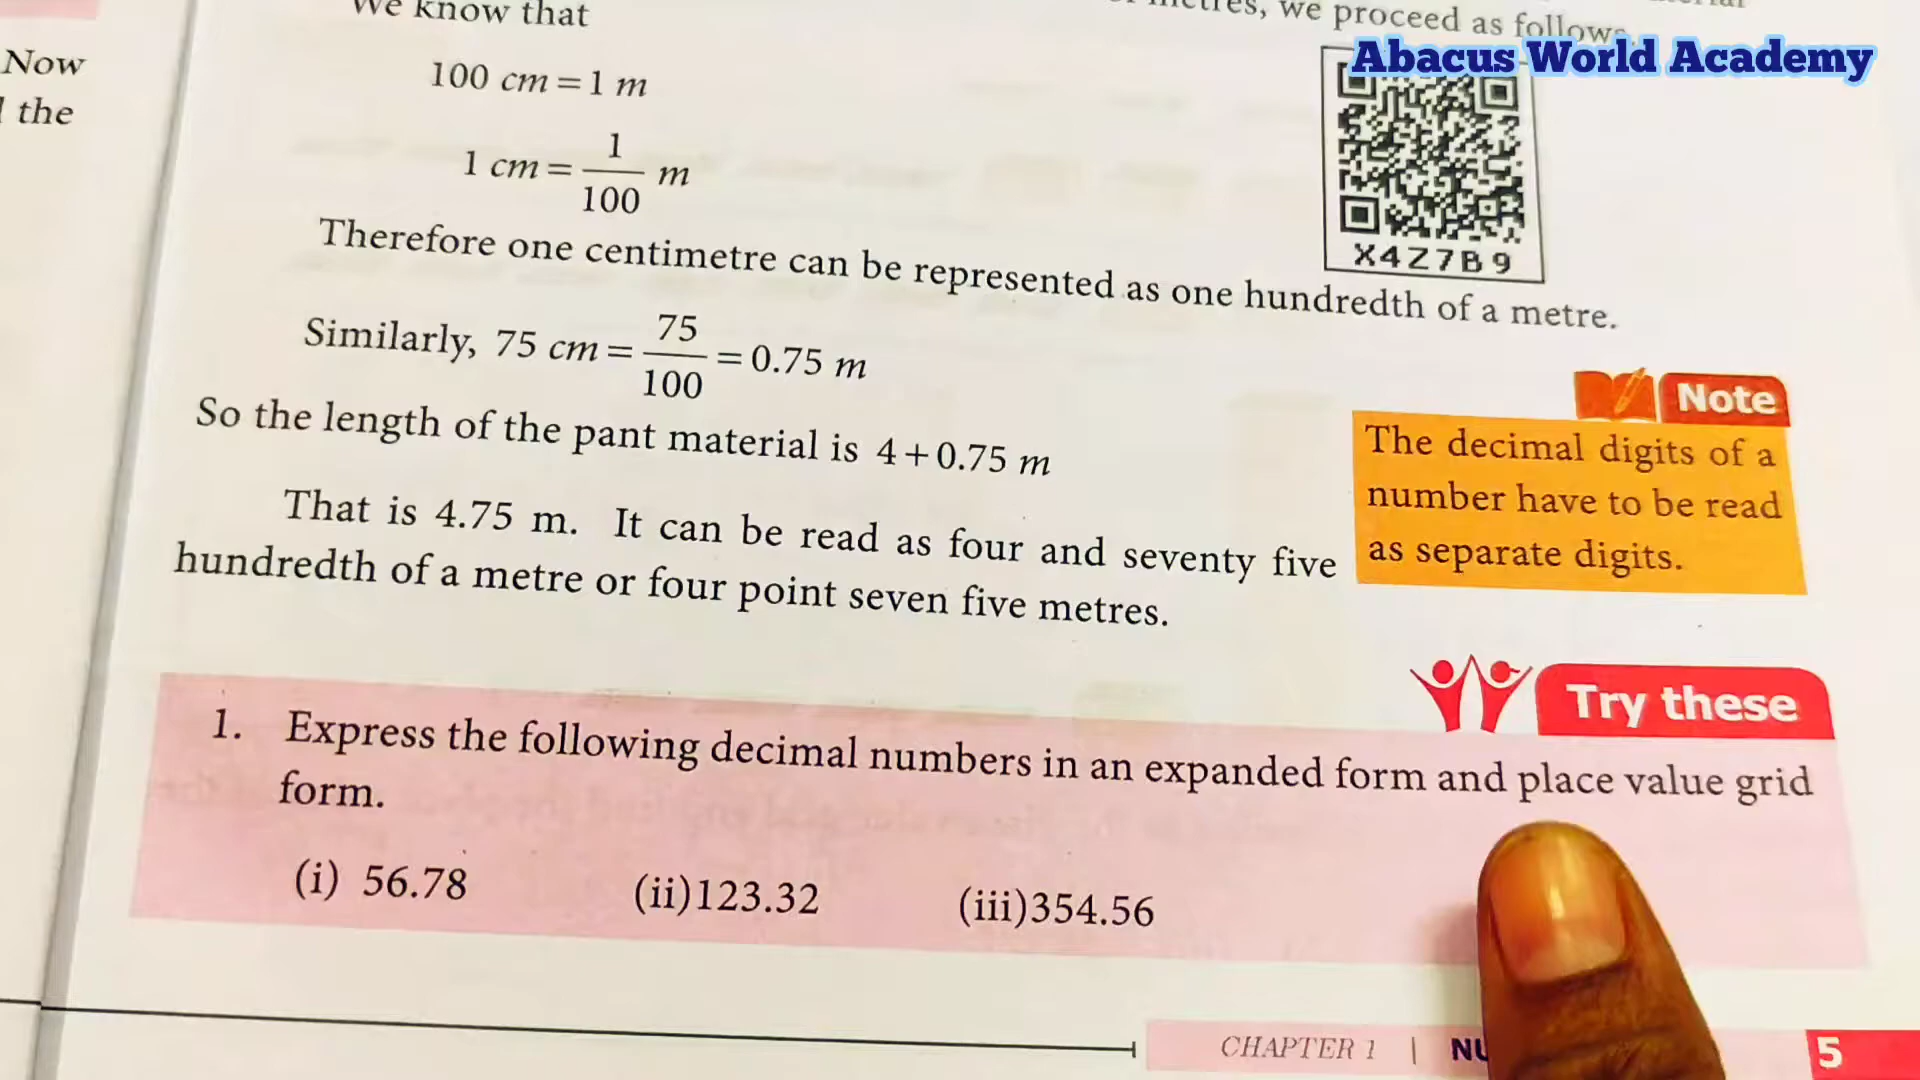 We know that
metres, we proceed as follows.
Abacus World Academy
Now
the
100 cm = 1 m
1 cm = 1/100 m
X4Z7B9
Therefore one centimetre can be represented as one hundredth of a metre.
Similarly, 75 cm = 75/100 = 0.75 m
Note
So the length of the pant material is 4+0.75 m
The decimal digits of a
number have to be read
as separate digits.
That is 4.75 m. It can be read as four and seventy five
hundredth of a metre or four point seven five metres.
Try these
1. Express the following decimal numbers in an expanded form and place value grid
form.
(i) 56.78 (ii)123.32 (iii)354.56
CHAPTER 1 |
5